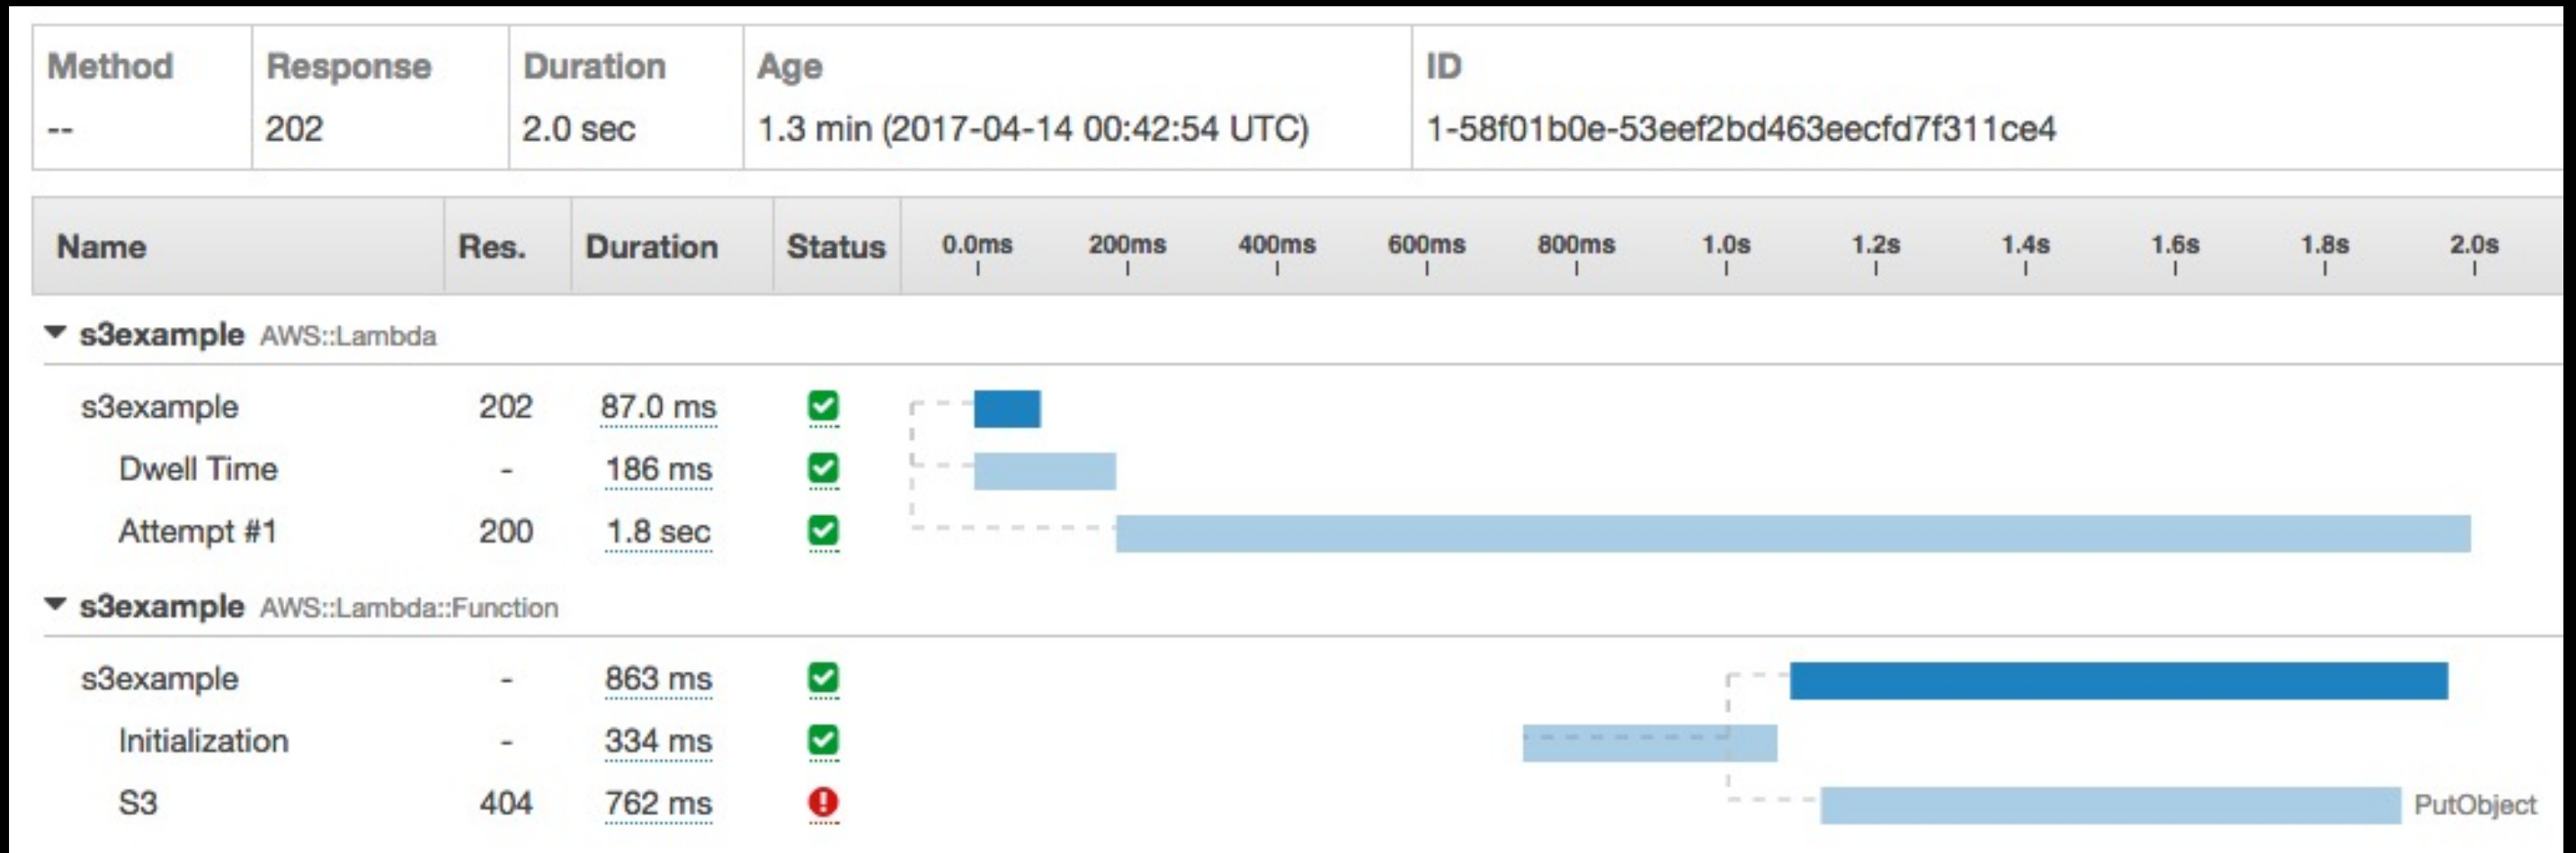 Method Response Duration Age ID
-- 202 2.0 sec 1.3 min (2017-04-14 00:42:54 UTC) 1-58f01b0e-53eef2bd463eecfd7f311ce4
Name Res. Duration Status 0.0ms 200ms 400ms 600ms 800ms 1.0s 1.2s 1.4s 1.6s 1.8s 2.0s
s3example AWS::Lambda
s3example 202 87.0 ms
Dwell Time - 186 ms
Attempt #1 200 1.8 sec
s3example AWS::Lambda::Function
s3example - 863 ms
Initialization - 334 ms
S3 404 762 ms PutObject